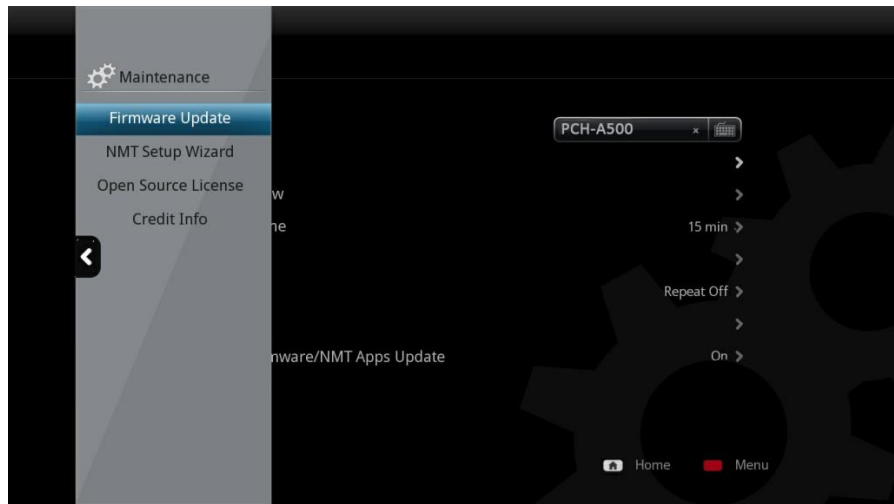 Maintenance
Firmware Update
NMT Setup Wizard
Open Source License
Credit Info
PCH-A500 ×
w
ne
15 min
Repeat Off
nware/NMT Apps Update
On
Home
Menu